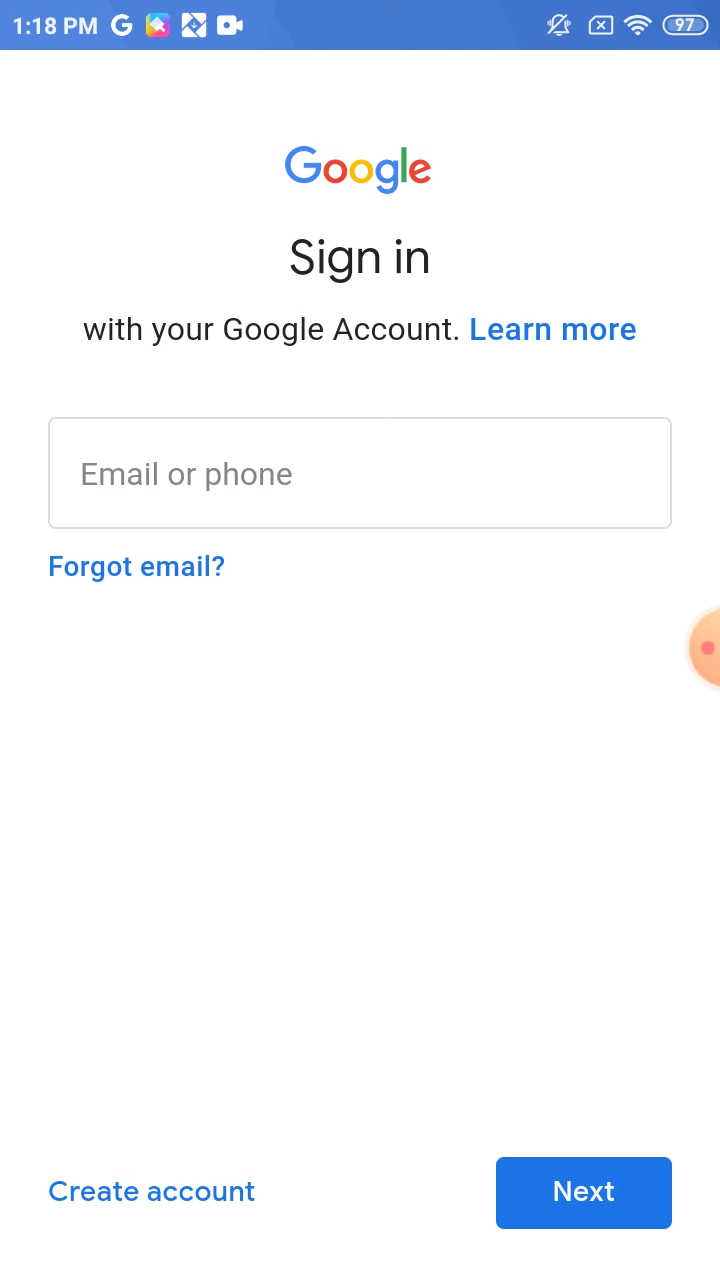 1:18 PM G 97
Google
Sign in
with your Google Account. Learn more
Email or phone
Forgot email?
Create account
Next